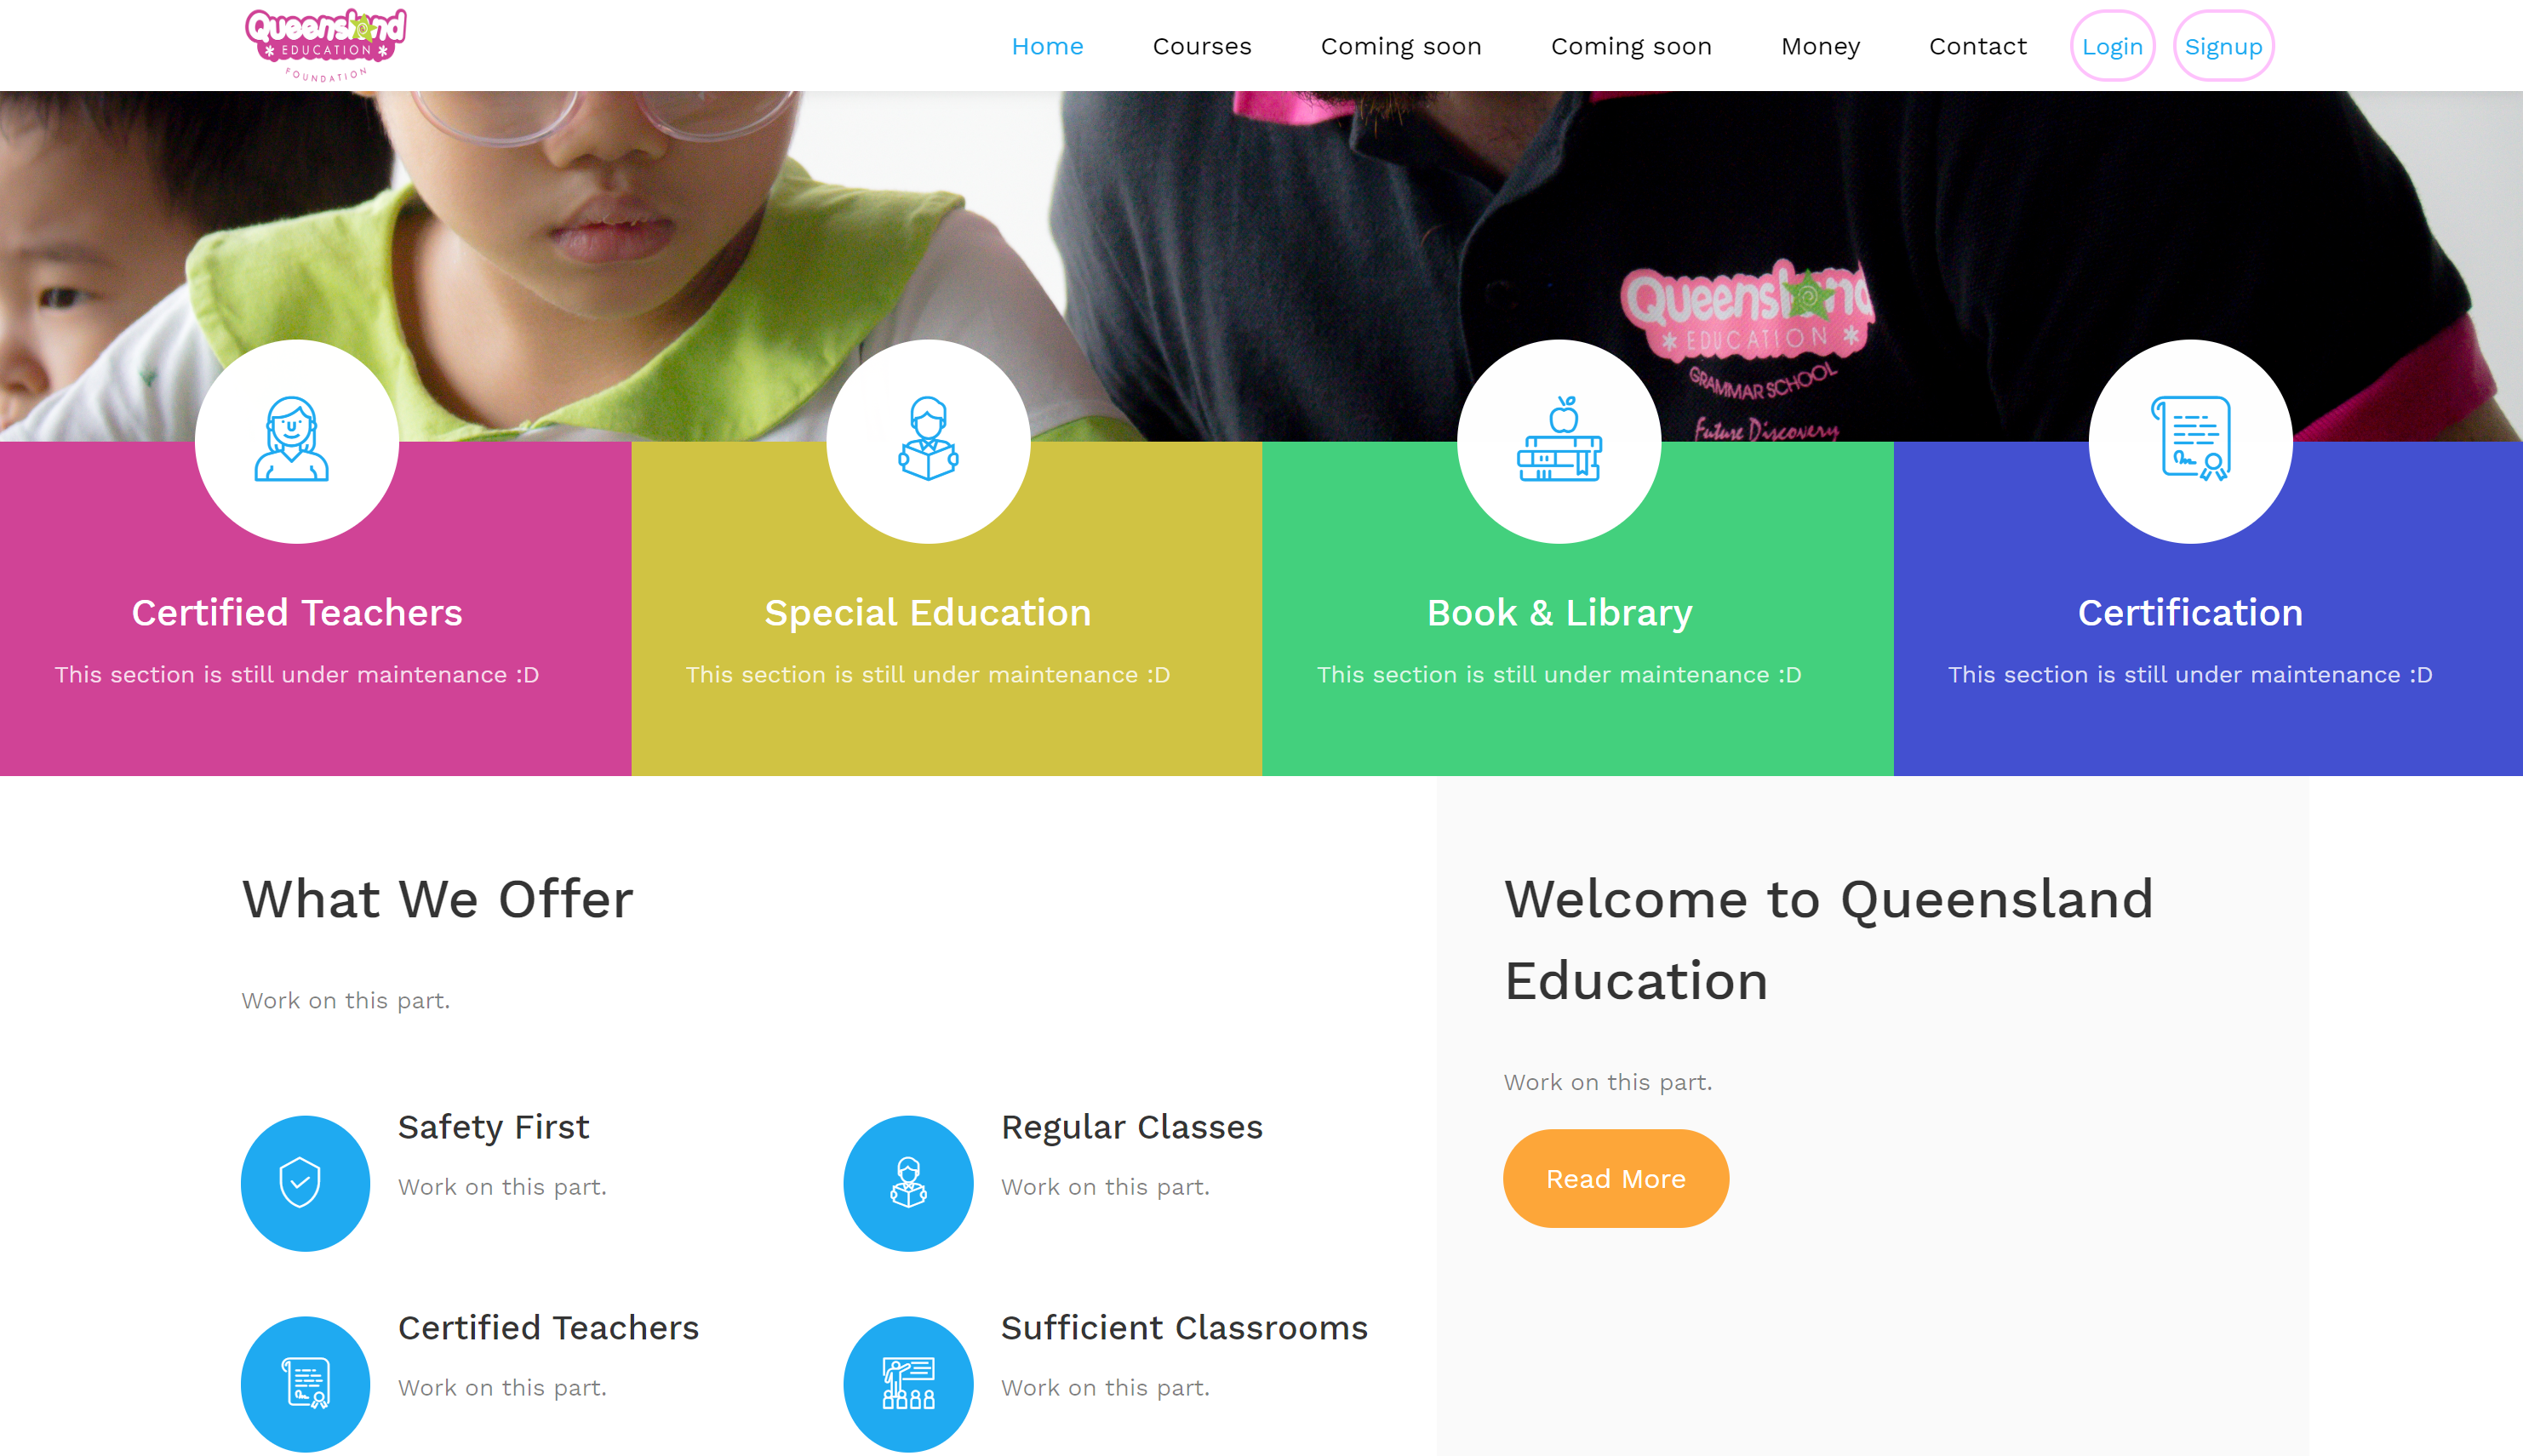 Queensland
EDUCATION
FOUNDATION
Home
Courses
Coming soon
Coming soon
Money
Contact
Login
Signup
Queensland
EDUCATION
GRAMMAR SCHOOL
Future Discovery
Certified Teachers
This section is still under maintenance :D
Special Education
This section is still under maintenance :D
Book & Library
This section is still under maintenance :D
Certification
This section is still under maintenance :D
What We Offer
Work on this part.
Safety First
Work on this part.
Regular Classes
Work on this part.
Certified Teachers
Work on this part.
Sufficient Classrooms
Work on this part.
Welcome to Queensland
Education
Work on this part.
Read More